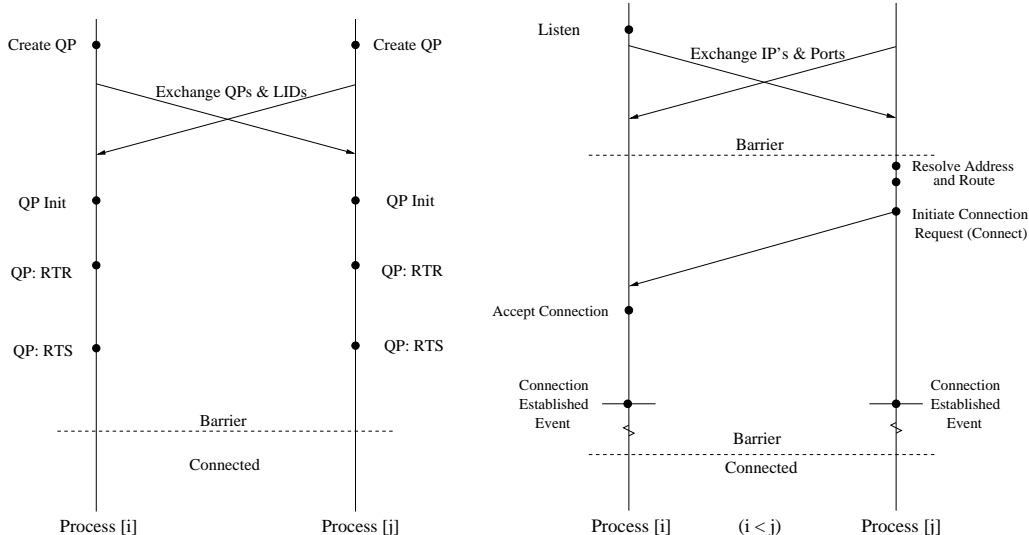 Create QP
Create QP
Exchange QPs & LIDs
QP Init
QP Init
QP: RTR
QP: RTR
QP: RTS
QP: RTS
Barrier
Connected
Process [i]
Process [j]
Listen
Exchange IP's & Ports
Barrier
Resolve Address
and Route
Initiate Connection
Request (Connect)
Accept Connection
Connection
Established
Event
Connection
Established
Event
Barrier
Connected
Process [i]
(i < j)
Process [j]